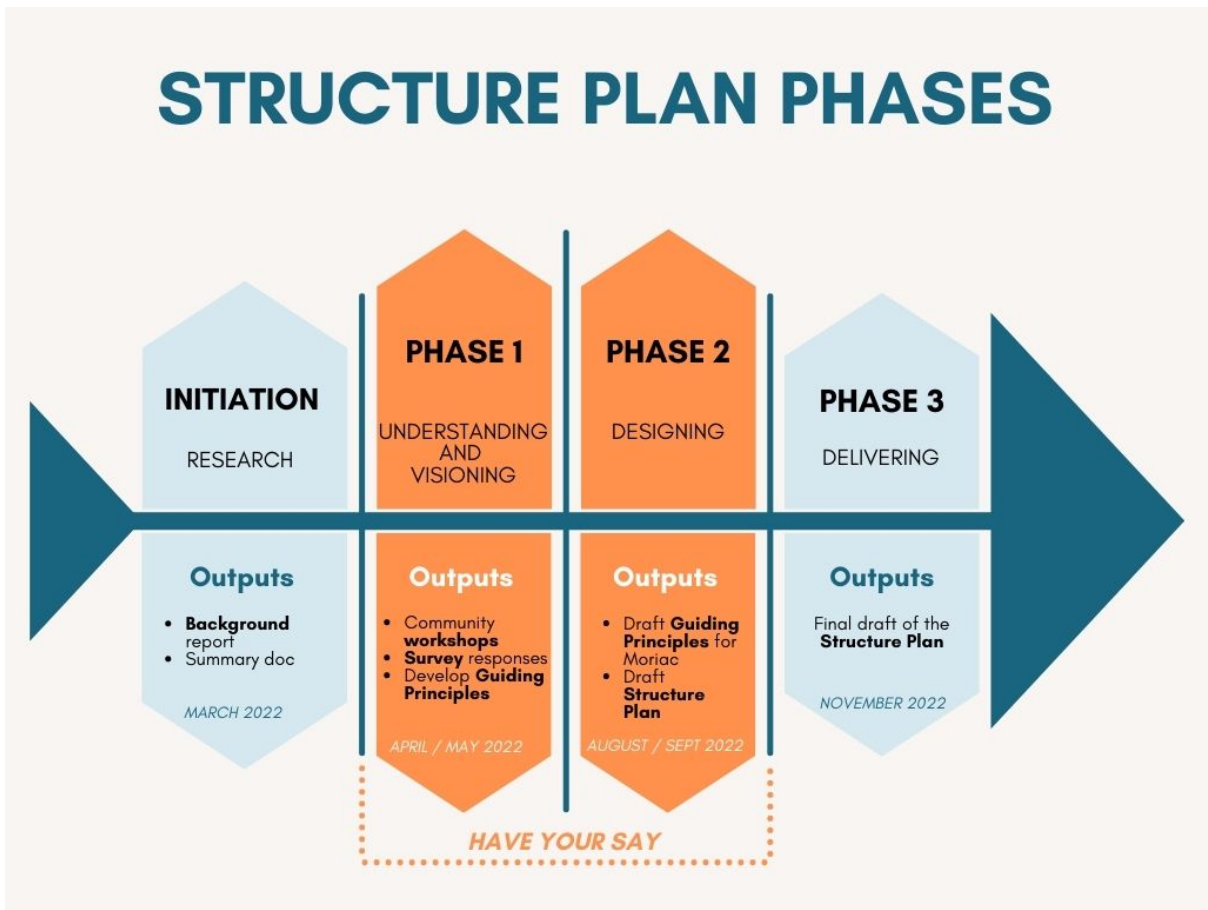 STRUCTURE PLAN PHASES
INITIATION
RESEARCH
Outputs
• Background
report
• Summary doc
MARCH 2022
PHASE 1
UNDERSTANDING
AND
VISIONING
Outputs
• Community
workshops
• Survey responses
• Develop Guiding
Principles
APRIL / MAY 2022
PHASE 2
DESIGNING
Outputs
• Draft Guiding
Principles for
Moriac
• Draft
Structure
Plan
AUGUST / SEPT 2022
PHASE 3
DELIVERING
Outputs
Final draft of the
Structure Plan
NOVEMBER 2022
HAVE YOUR SAY